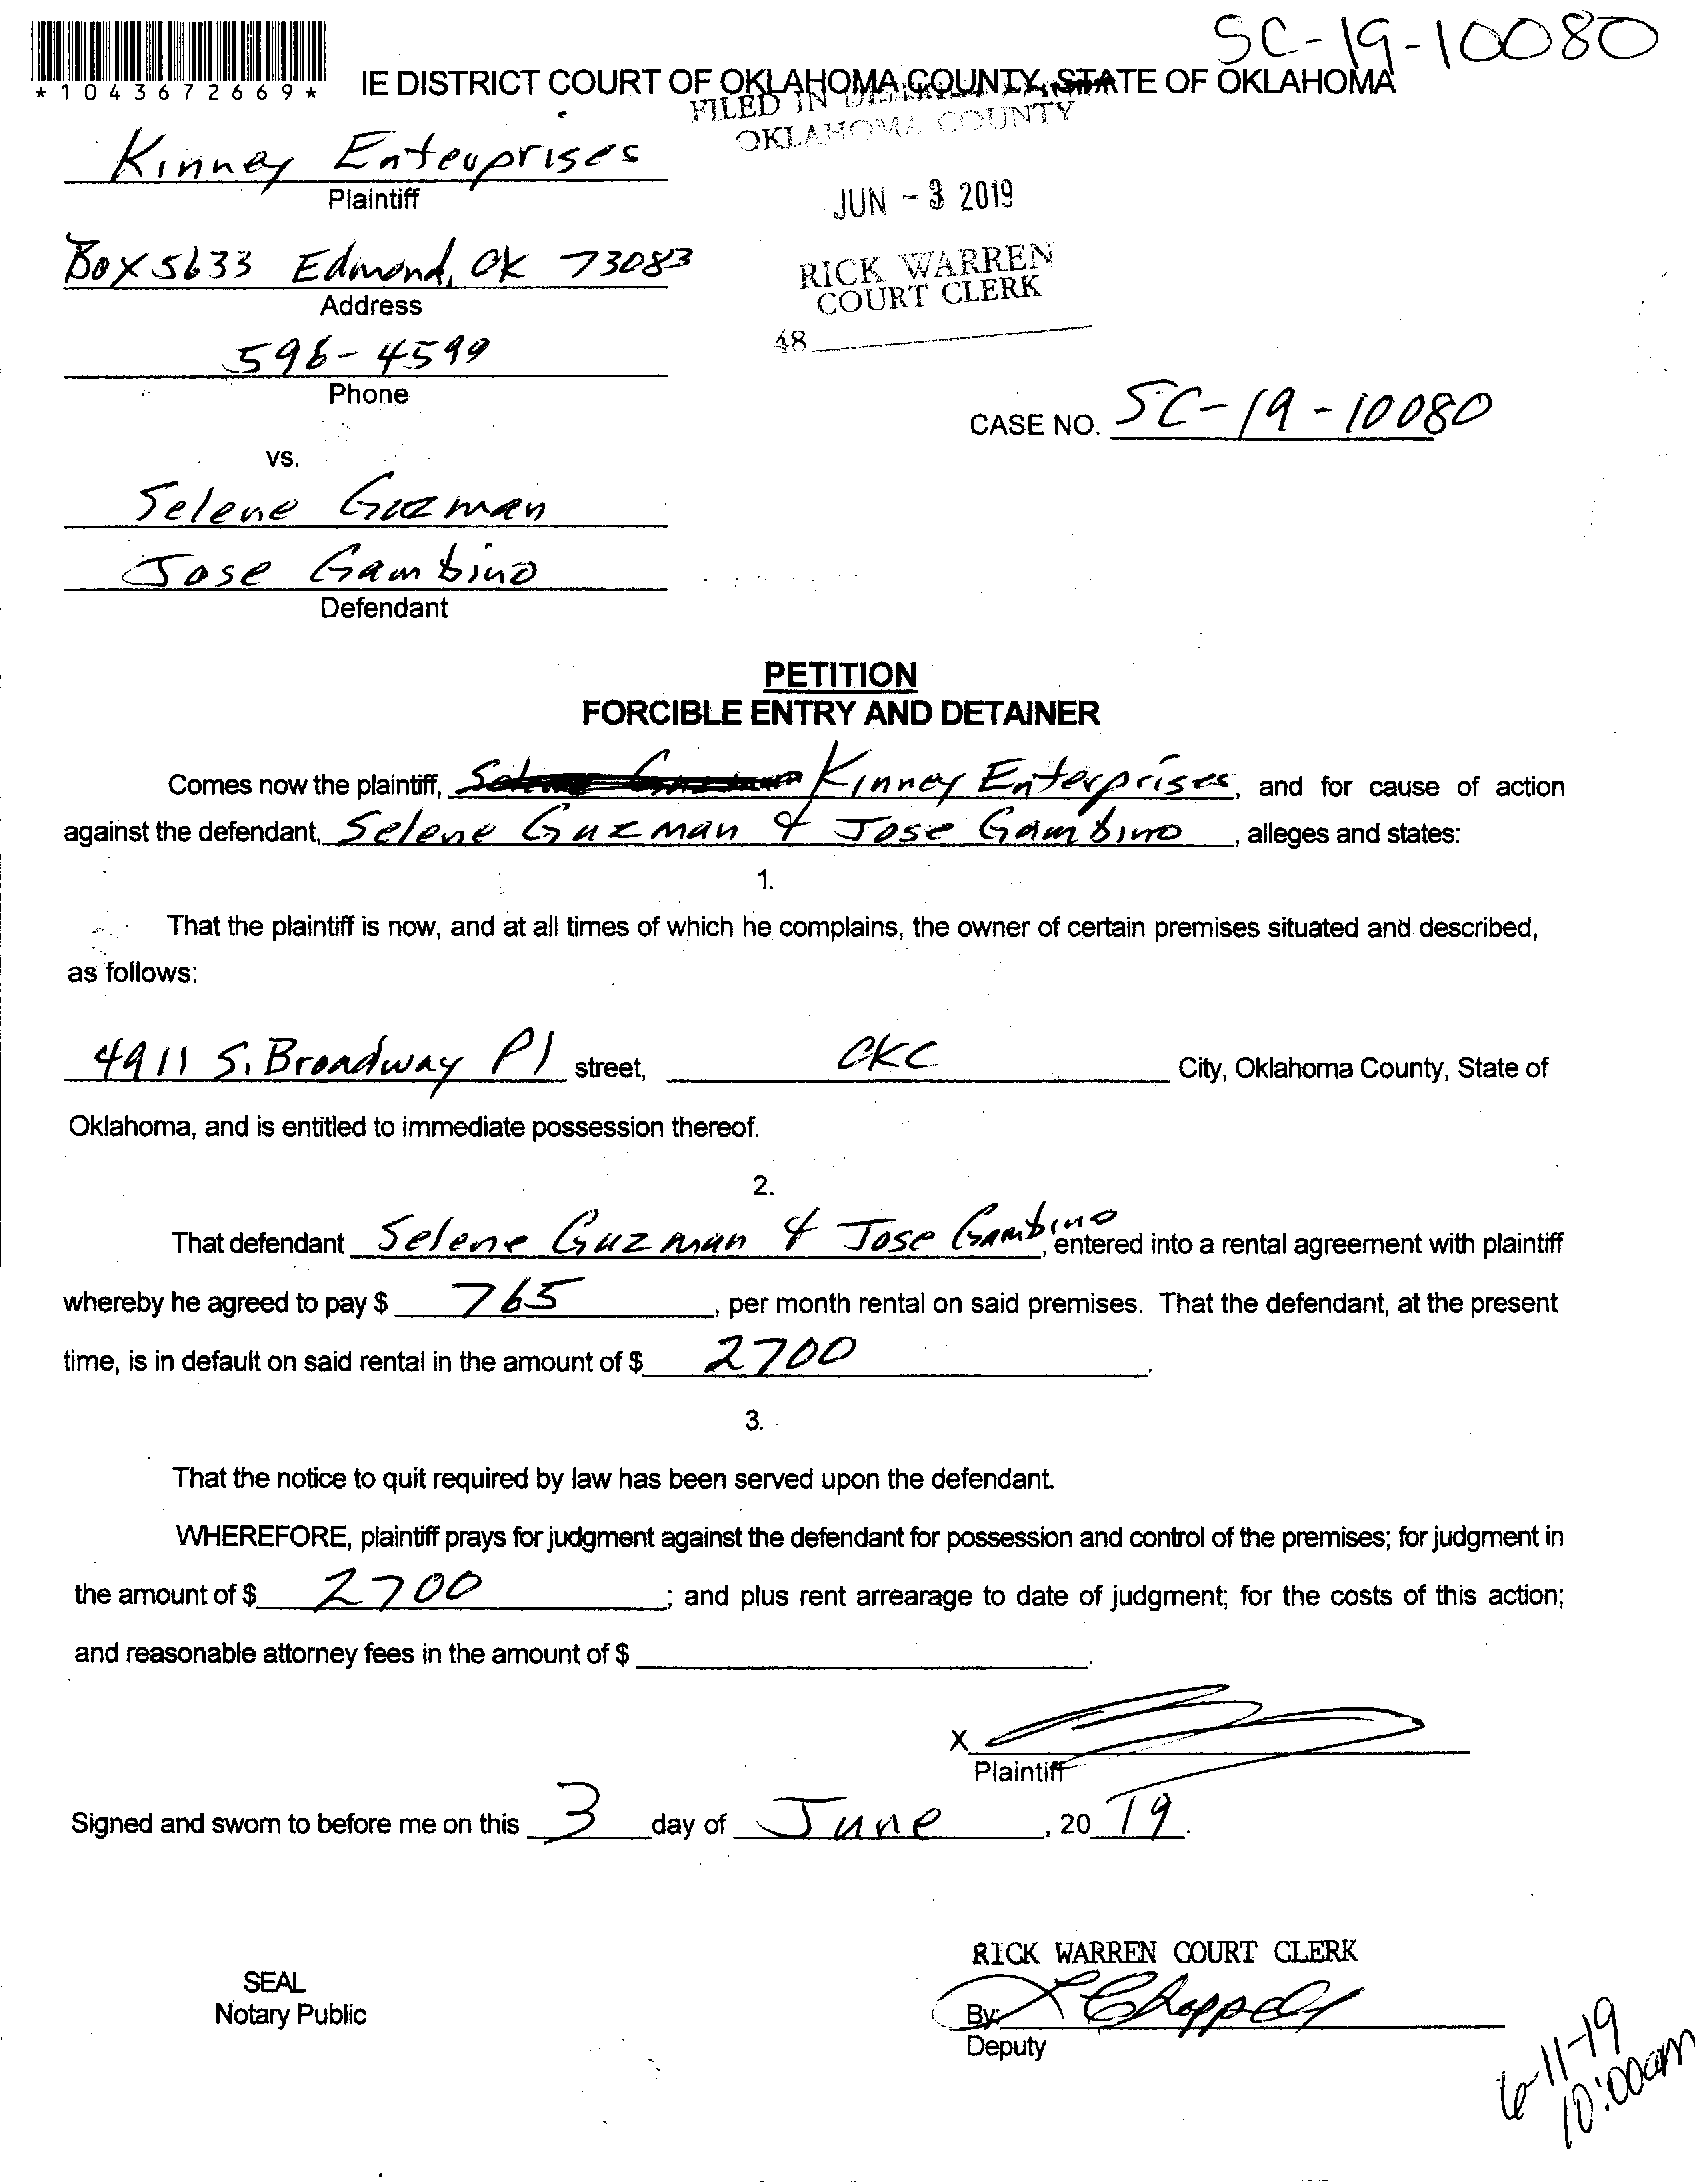 SC-19-10080
*1043672669*
IE DISTRICT COURT OF OKLAHOMA COUNTY, STATE OF OKLAHOMA
FILED IN
OKLAHOMA COUNTY
Kinney Enterprises
Plaintiff
JUN - 3 2019
Box 5633 Edmond, OK 73083
Address
RICK WARREN
COURT CLERK
596-4599
Phone
48
CASE NO. SC-19-10080
vs.
Selene Guzman
Jose Gambino
Defendant
PETITION
FORCIBLE ENTRY AND DETAINER
Comes now the plaintiff, Kinney Enterprises, and for cause of action
against the defendant, Selene Guzman & Jose Gambino, alleges and states:
1.
That the plaintiff is now, and at all times of which he complains, the owner of certain premises situated and described,
as follows:
4911 S. Broadway Pl street, OKC City, Oklahoma County, State of
Oklahoma, and is entitled to immediate possession thereof.
2.
That defendant Selene Guzman & Jose Gambino, entered into a rental agreement with plaintiff
whereby he agreed to pay $ 765, per month rental on said premises. That the defendant, at the present
time, is in default on said rental in the amount of $ 2700.
3.
That the notice to quit required by law has been served upon the defendant.
WHEREFORE, plaintiff prays for judgment against the defendant for possession and control of the premises; for judgment in
the amount of $ 2700; and plus rent arrearage to date of judgment; for the costs of this action;
and reasonable attorney fees in the amount of $ .
X
Plaintiff
Signed and sworn to before me on this 3 day of June, 20 19.
RICK WARREN COURT CLERK
SEAL
Notary Public
By: Chappell
Deputy
6-11-19
10:00am